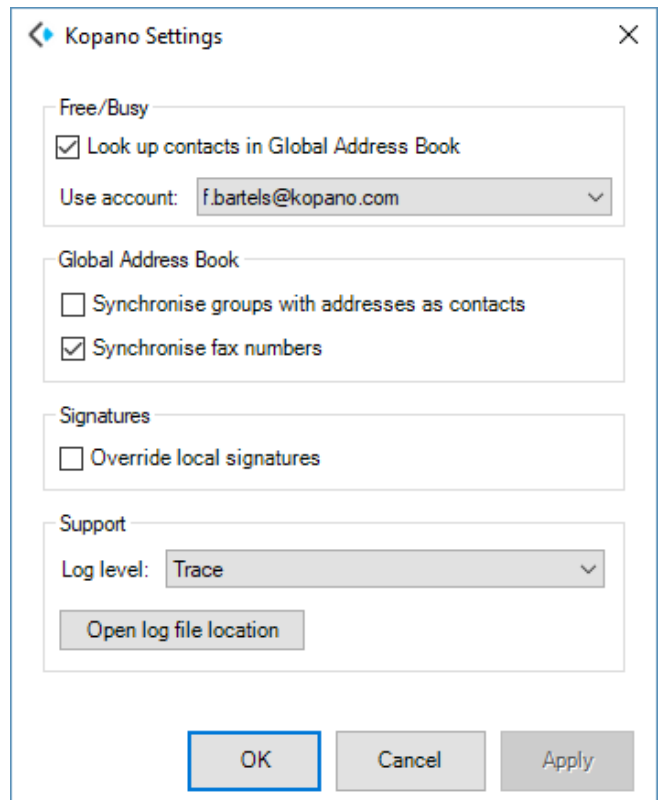 Kopano Settings
Free/Busy
Look up contacts in Global Address Book
Use account: f.bartels@kopano.com
Global Address Book
Synchronise groups with addresses as contacts
Synchronise fax numbers
Signatures
Override local signatures
Support
Log level: Trace
Open log file location
OK Cancel Apply